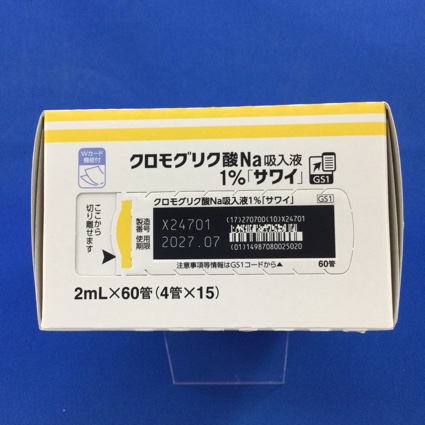 Wカード
機能付
クロモグリク酸Na吸入液
1%「サワイ」
GS1
ここから
切り離せます
クロモグリク酸Na吸入液1%「サワイ」
GS1
製造番号
X24701
使用期限
2027.07
(17)270700(10)X24701
(01)14987080025020
注意事項等情報はGS1コードから▲
60管
2mL×60管(4管×15)